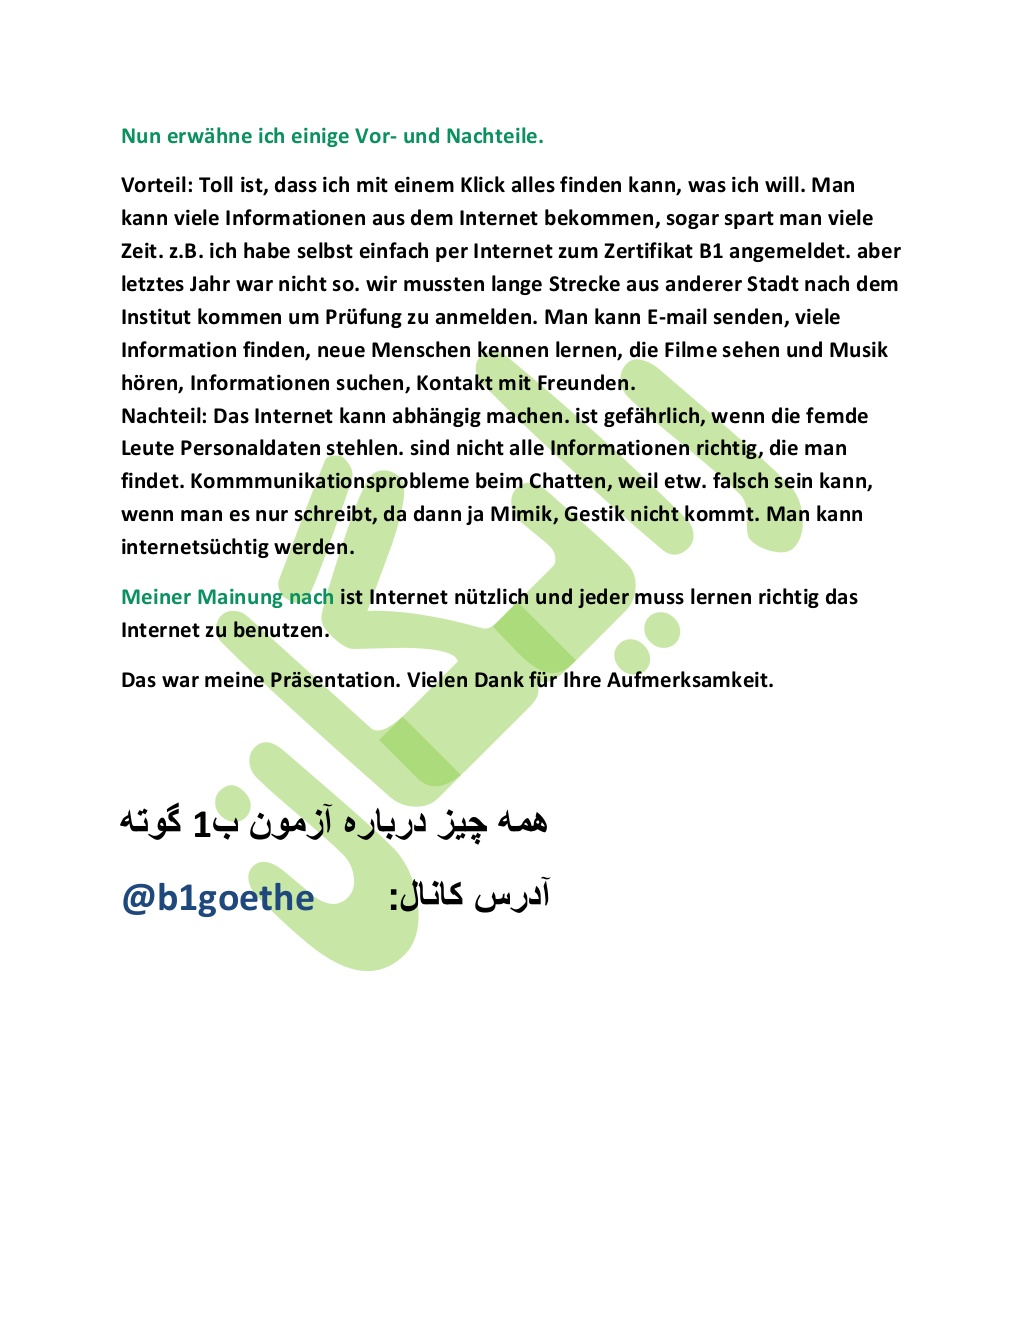 Nun erwähne ich einige Vor- und Nachteile.
Vorteil: Toll ist, dass ich mit einem Klick alles finden kann, was ich will. Man
kann viele Informationen aus dem Internet bekommen, sogar spart man viele
Zeit. z.B. ich habe selbst einfach per Internet zum Zertifikat B1 angemeldet. aber
letztes Jahr war nicht so. wir mussten lange Strecke aus anderer Stadt nach dem
Institut kommen um Prüfung zu anmelden. Man kann E-mail senden, viele
Information finden, neue Menschen kennen lernen, die Filme sehen und Musik
hören, Informationen suchen, Kontakt mit Freunden.
Nachteil: Das Internet kann abhängig machen. ist gefährlich, wenn die femde
Leute Personaldaten stehlen. sind nicht alle Informationen richtig, die man
findet. Kommmunikationsprobleme beim Chatten, weil etw. falsch sein kann,
wenn man es nur schreibt, da dann ja Mimik, Gestik nicht kommt. Man kann
internetsüchtig werden.
Meiner Mainung nach ist Internet nützlich und jeder muss lernen richtig das
Internet zu benutzen.
Das war meine Präsentation. Vielen Dank für Ihre Aufmerksamkeit.
همه چیز درباره آزمون ب1 گوته
آدرس کانال: @b1goethe
رایگان